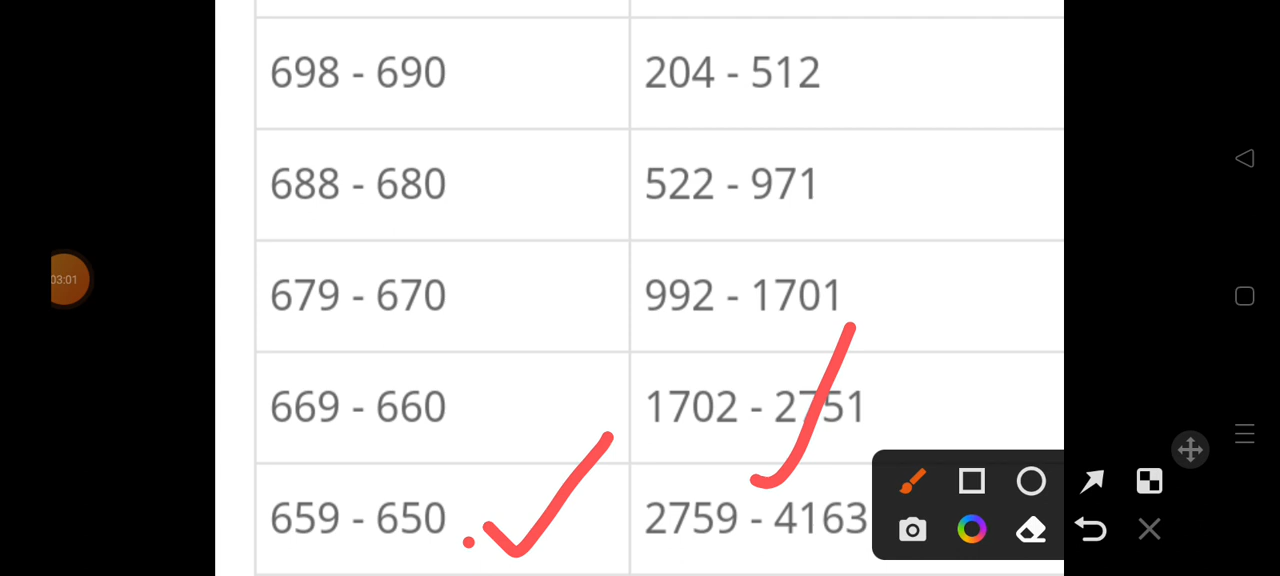 698 - 690 204 - 512
688 - 680 522 - 971
679 - 670 992 - 1701
669 - 660 1702 - 2751
659 - 650 2759 - 4163
03:01